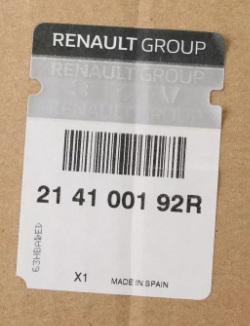 RENAULT GROUP
RENAULT GROUP
21 41 001 92R
X1 MADE IN SPAIN